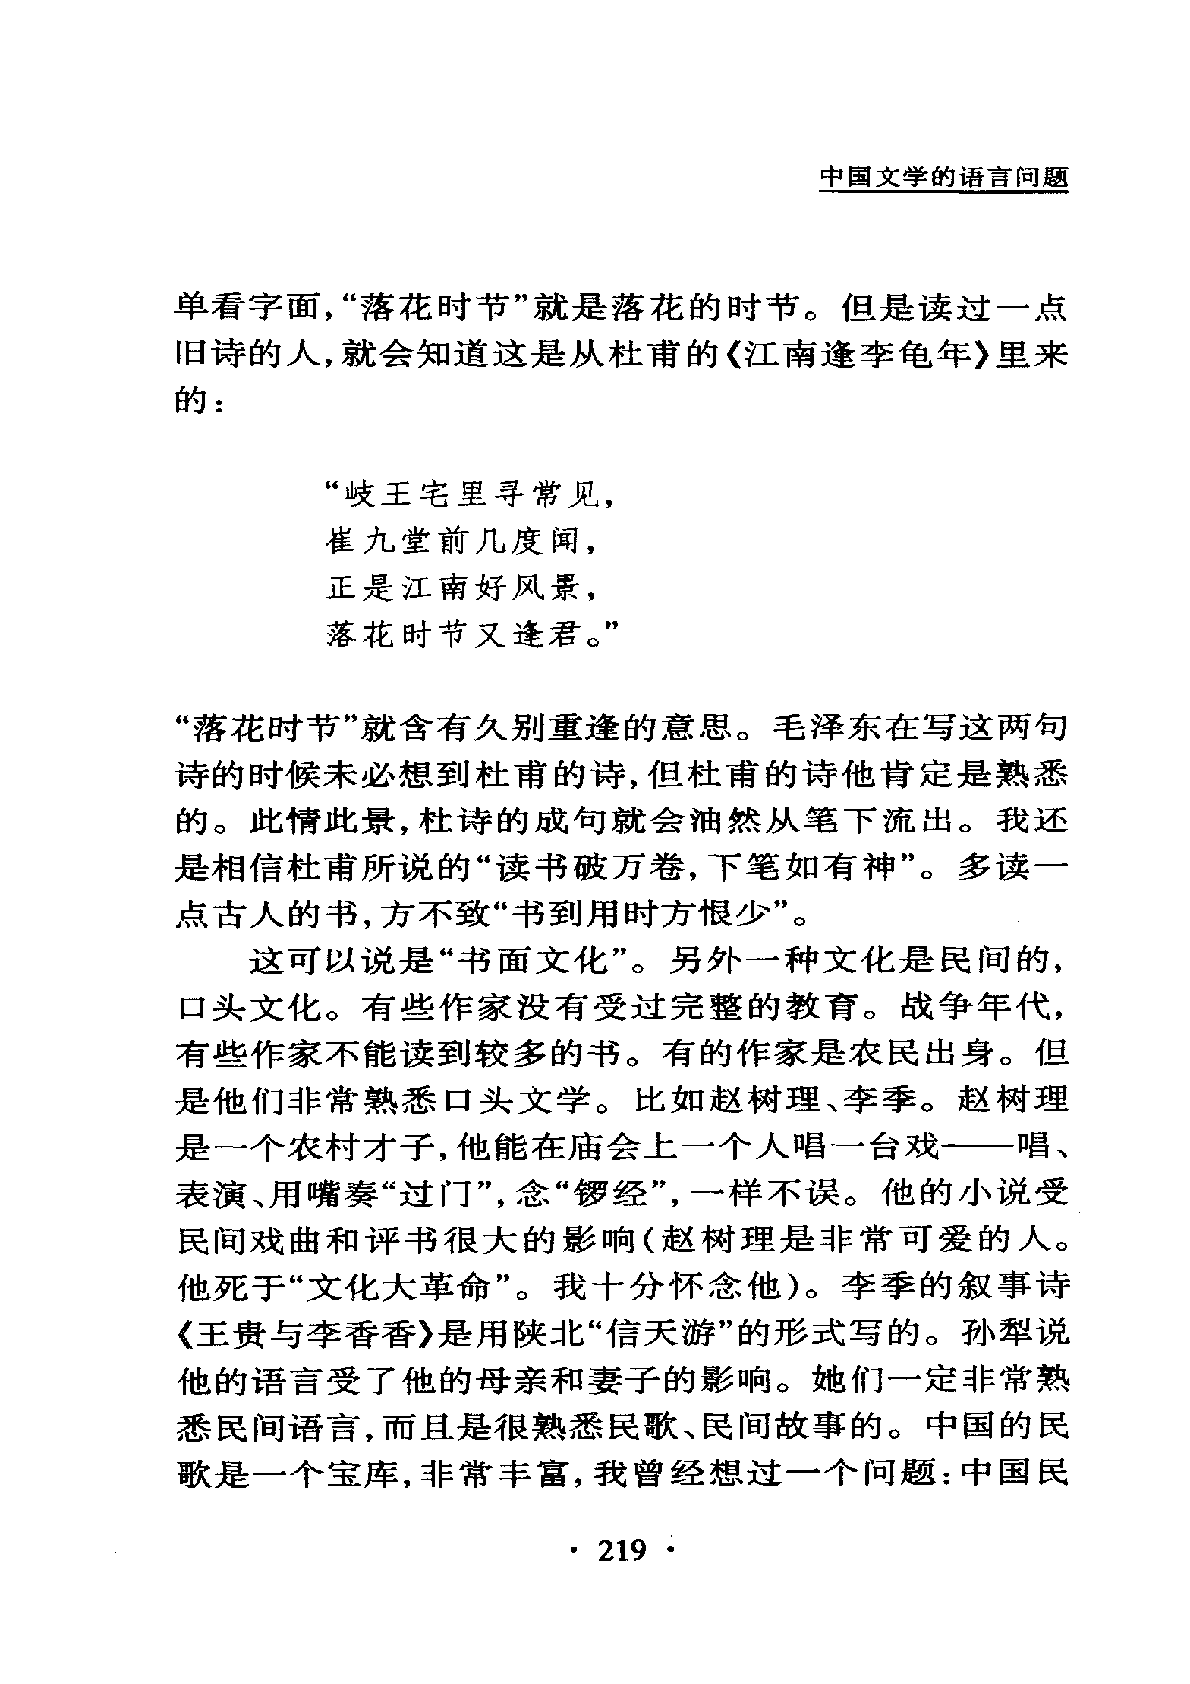 中国文学的语言问题
单看字面，“落花时节”就是落花的时节。但是读过一点
旧诗的人，就会知道这是从杜甫的《江南逢李龟年》里来
的：
“岐王宅里寻常见，
崔九堂前几度闻，
正是江南好风景，
落花时节又逢君。”
“落花时节”就含有久别重逢的意思。毛泽东在写这两句
诗的时候未必想到杜甫的诗，但杜甫的诗他肯定是熟悉
的。此情此景，杜诗的成句就会油然从笔下流出。我还
是相信杜甫所说的“读书破万卷，下笔如有神”。多读一
点古人的书，方不致“书到用时方恨少”。
这可以说是“书面文化”。另外一种文化是民间的，
口头文化。有些作家没有受过完整的教育。战争年代，
有些作家不能读到较多的书。有的作家是农民出身。但
是他们非常熟悉口头文学。比如赵树理、李季。赵树理
是一个农村才子，他能在庙会上一个人唱一台戏——唱、
表演、用嘴奏“过门”，念“锣经”，一样不误。他的小说受
民间戏曲和评书很大的影响（赵树理是非常可爱的人。
他死于“文化大革命”。我十分怀念他）。李季的叙事诗
《王贵与李香香》是用陕北“信天游”的形式写的。孙犁说
他的语言受了他的母亲和妻子的影响。她们一定非常熟
悉民间语言，而且是很熟悉民歌、民间故事的。中国的民
歌是一个宝库，非常丰富，我曾经想过一个问题：中国民
· 219 ·